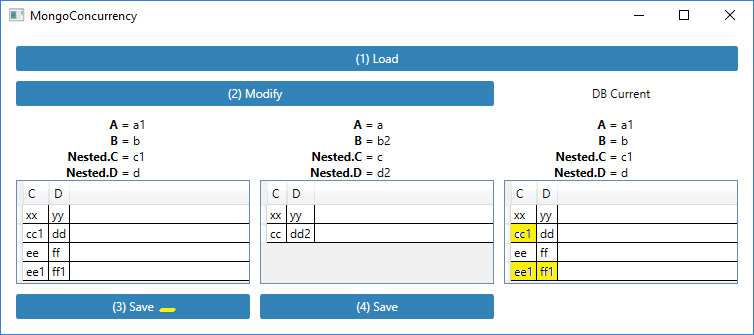 MongoConcurrency
(1) Load
(2) Modify
DB Current
A = a1
B = b
Nested.C = c1
Nested.D = d
C D
xx yy
cc1 dd
ee ff
ee1 ff1
(3) Save
A = a
B = b2
Nested.C = c
Nested.D = d2
C D
xx yy
cc dd2
(4) Save
A = a1
B = b
Nested.C = c1
Nested.D = d
C D
xx yy
cc1 dd
ee ff
ee1 ff1